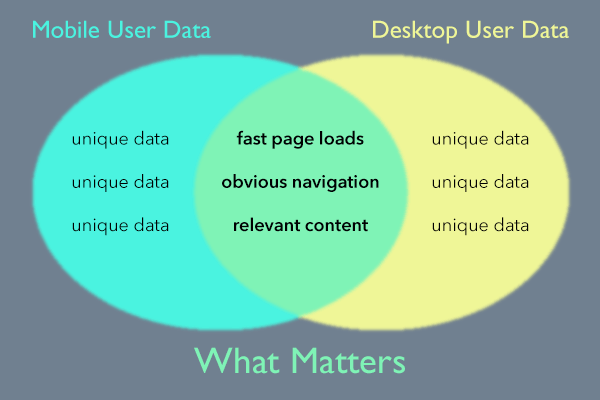 Mobile User Data
Desktop User Data
unique data
fast page loads
unique data
unique data
obvious navigation
unique data
unique data
relevant content
unique data
What Matters